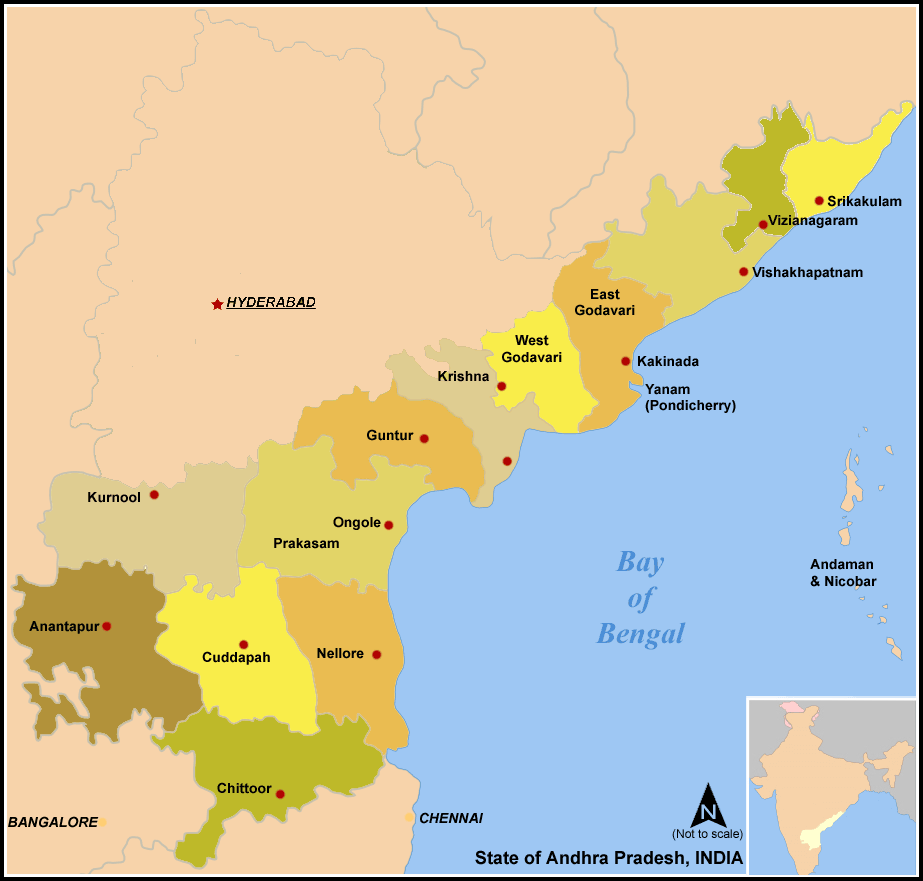 Srikakulam
Vizianagaram
Vishakhapatnam
HYDERABAD
East
Godavari
West
Godavari
Kakinada
Krishna
Yanam
(Pondicherry)
Guntur
Kurnool
Ongole
Prakasam
Bay
of
Bengal
Andaman
& Nicobar
Anantapur
Cuddapah
Nellore
Chittoor
BANGALORE
CHENNAI
N
(Not to scale)
State of Andhra Pradesh, INDIA